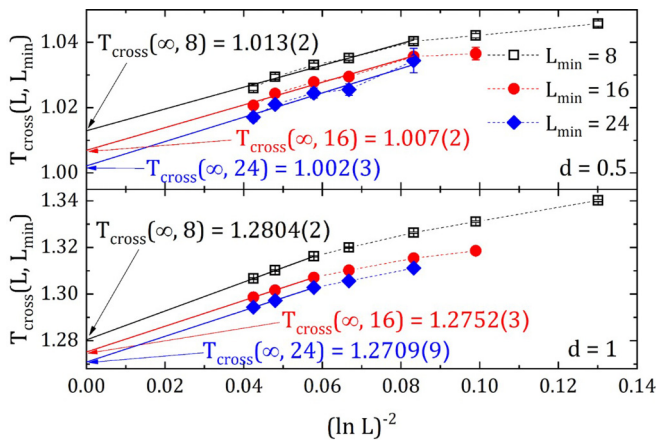 1.04
1.02
1.00
T_cross(L, L_min)
T_cross(∞, 8) = 1.013(2)
T_cross(∞, 16) = 1.007(2)
T_cross(∞, 24) = 1.002(3)
L_min = 8
L_min = 16
L_min = 24
d = 0.5
1.34
1.32
1.30
1.28
T_cross(L, L_min)
T_cross(∞, 8) = 1.2804(2)
T_cross(∞, 16) = 1.2752(3)
T_cross(∞, 24) = 1.2709(9)
d = 1
0.00 0.02 0.04 0.06 0.08 0.10 0.12 0.14
(ln L)^-2